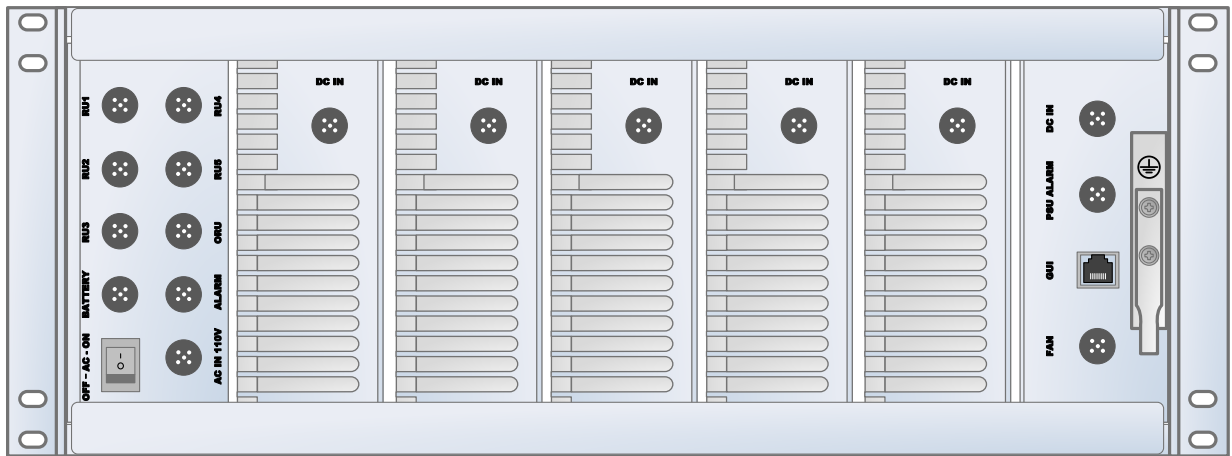 RU1
RU4
RU2
RU5
RU3
ORU
BATTERY
ALARM
OFF – AC - ON
AC IN 110V
DC IN
DC IN
DC IN
DC IN
DC IN
DC IN
PSU ALARM
GUI
FAN